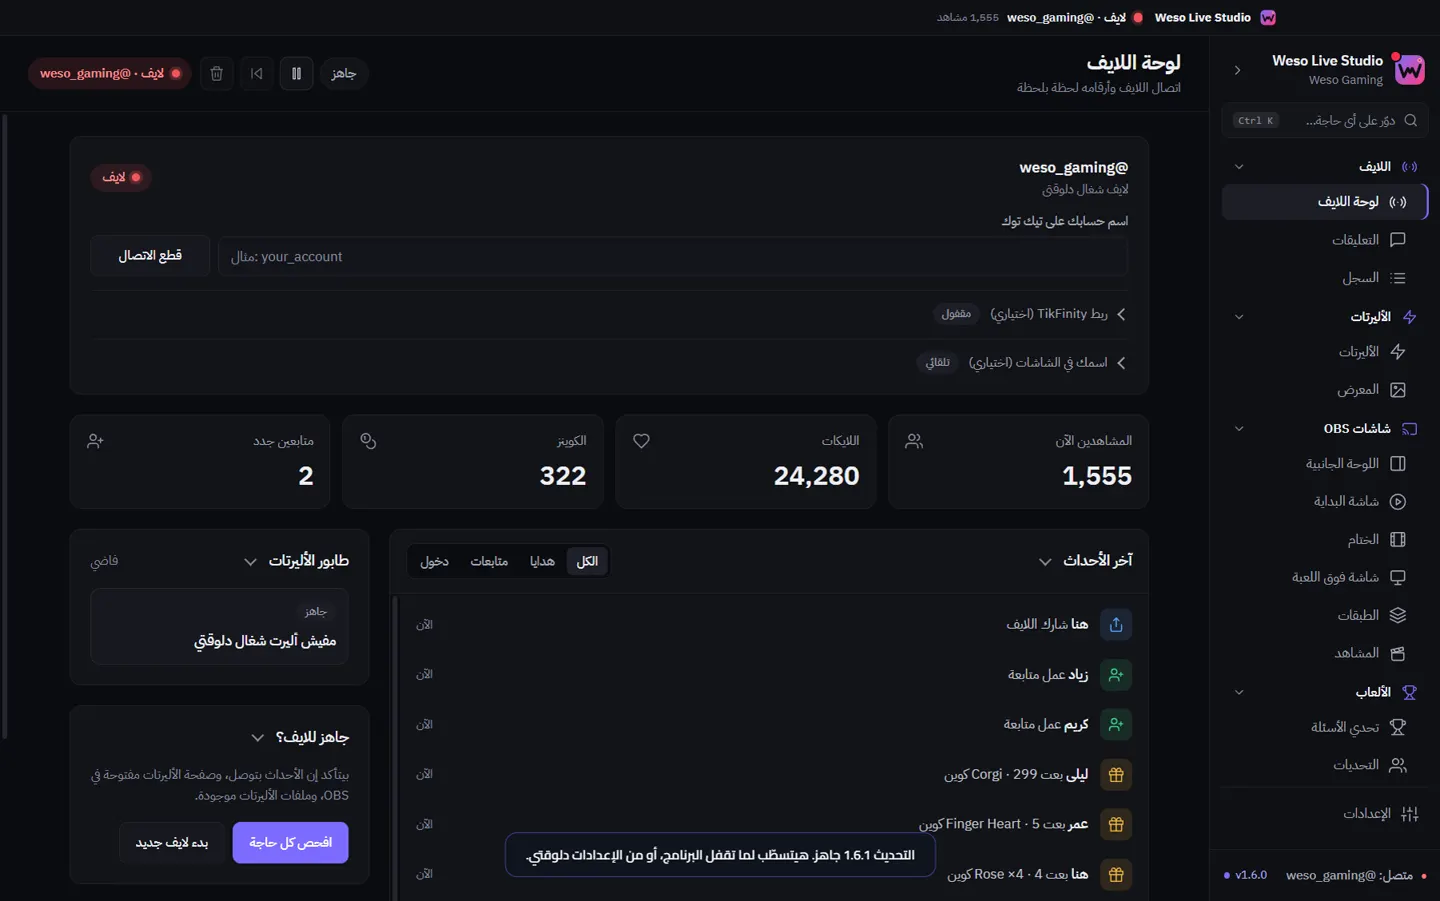 Weso Live Studio
لايف · @weso_gaming
1,555 مشاهد
Weso Live Studio
Weso Gaming
دوّر على أي حاجة...
Ctrl K
اللايف
لوحة اللايف
التعليقات
السجل
الأليرتات
الأليرتات
المعرض
شاشات OBS
اللوحة الجانبية
شاشة البداية
الختام
شاشة فوق اللعبة
الطبقات
المشاهد
الألعاب
تحدي الأسئلة
التحديات
الإعدادات
متصل: @weso_gaming
v1.6.0
لوحة اللايف
اتصال اللايف وأرقامه لحظة بلحظة
جاهز
لايف · @weso_gaming
@weso_gaming
لايف شغال دلوقتي
لايف
اسم حسابك على تيك توك
مثال: your_account
قطع الاتصال
ربط TikFinity (اختياري)
مقفول
اسمك في الشاشات (اختياري)
تلقائي
المشاهدين الآن
1,555
اللايكات
24,280
الكوينز
322
متابعين جدد
2
آخر الأحداث
الكل
هدايا
متابعات
دخول
هنا شارك اللايف
الآن
زياد عمل متابعة
الآن
كريم عمل متابعة
الآن
ليلى بعت Corgi · 299 كوين
الآن
عمر بعت Finger Heart · 5 كوين
الآن
هنا بعت Rose ×4 · 4 كوين
الآن
طابور الأليرتات
فاضي
جاهز
مفيش أليرت شغال دلوقتي
جاهز للايف؟
بيتأكد إن الأحداث بتوصل، وصفحة الأليرتات مفتوحة في
OBS، وملفات الأليرتات موجودة.
افحص كل حاجة
بدء لايف جديد
التحديث 1.6.1 جاهز. هيتسطّب لما تقفل البرنامج، أو من الإعدادات دلوقتي.